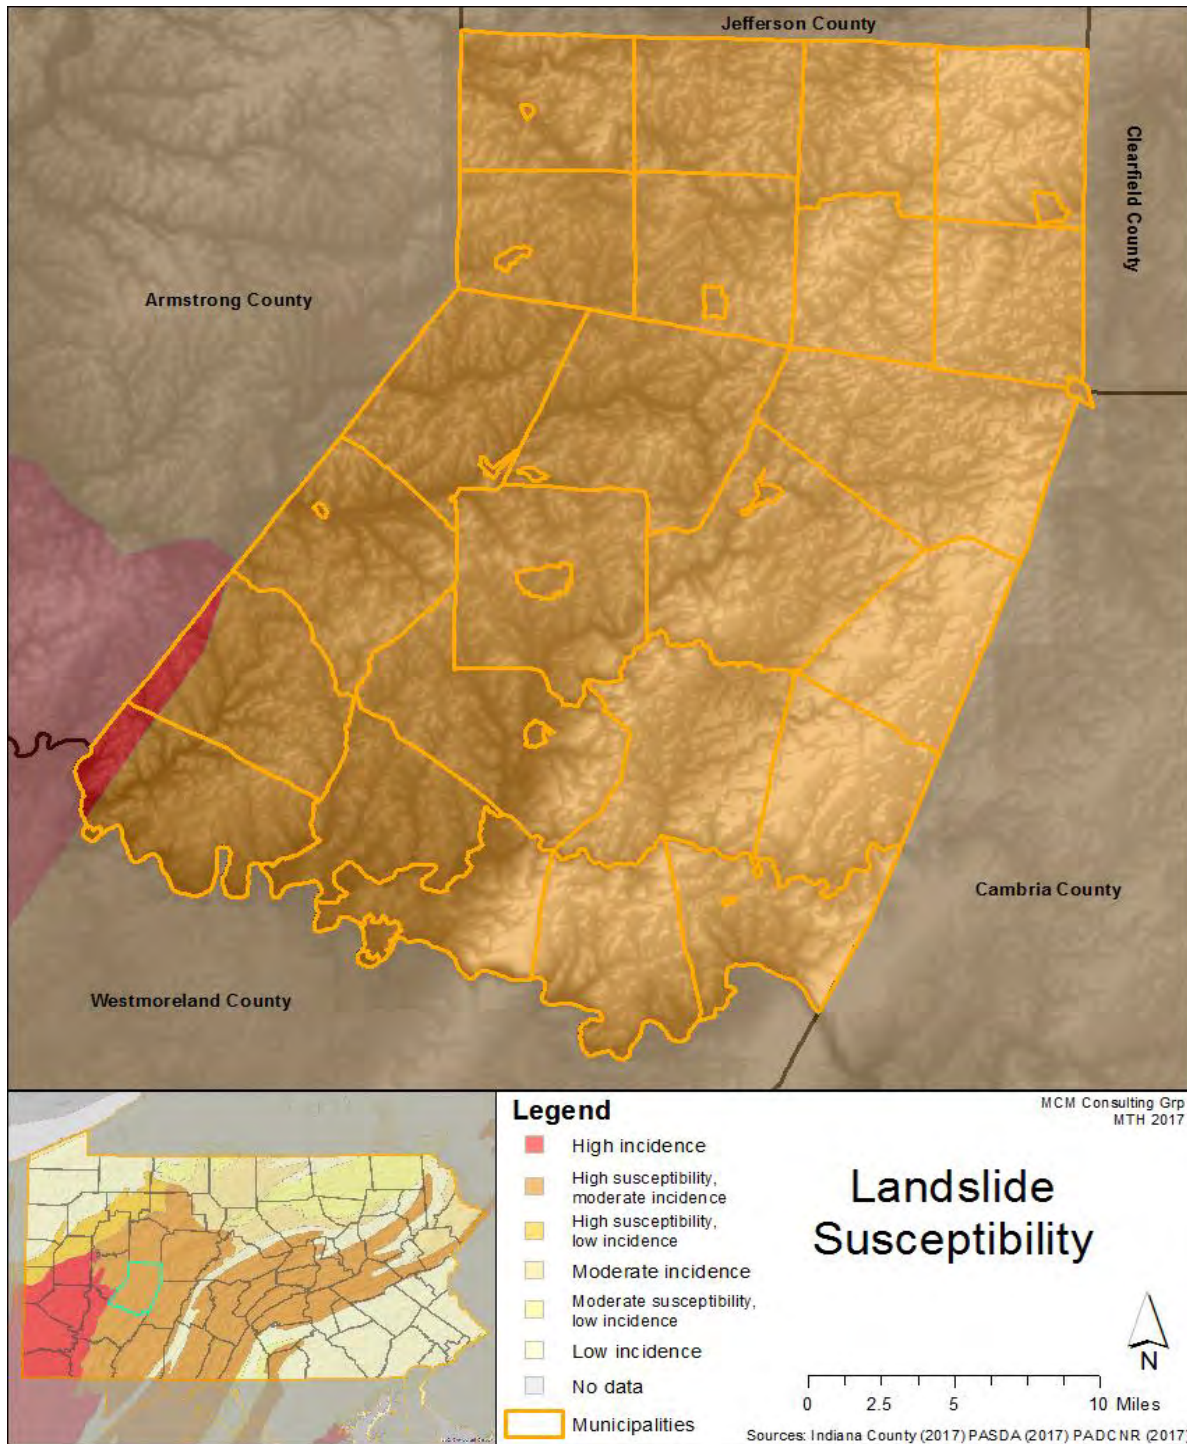 Jefferson County
Clearfield County
Armstrong County
Cambria County
Westmoreland County
Legend
High incidence
High susceptibility,
moderate incidence
High susceptibility,
low incidence
Moderate incidence
Moderate susceptibility,
low incidence
Low incidence
No data
Municipalities
MCM Consulting Grp
MTH 2017
Landslide
Susceptibility
N
0 2.5 5 10 Miles
Sources: Indiana County (2017) PASDA (2017) PADCNR (2017)